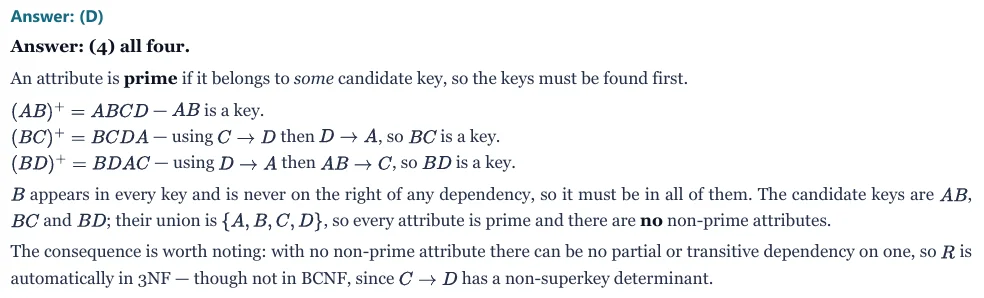 Answer: (D)
Answer: (4) all four.
An attribute is prime if it belongs to some candidate key, so the keys must be found first.
(AB)⁺ = ABCD – AB is a key.
(BC)⁺ = BCDA – using C → D then D → A, so BC is a key.
(BD)⁺ = BDAC – using D → A then AB → C, so BD is a key.
B appears in every key and is never on the right of any dependency, so it must be in all of them. The candidate keys are AB,
BC and BD; their union is {A, B, C, D}, so every attribute is prime and there are no non-prime attributes.
The consequence is worth noting: with no non-prime attribute there can be no partial or transitive dependency on one, so R is
automatically in 3NF – though not in BCNF, since C → D has a non-superkey determinant.